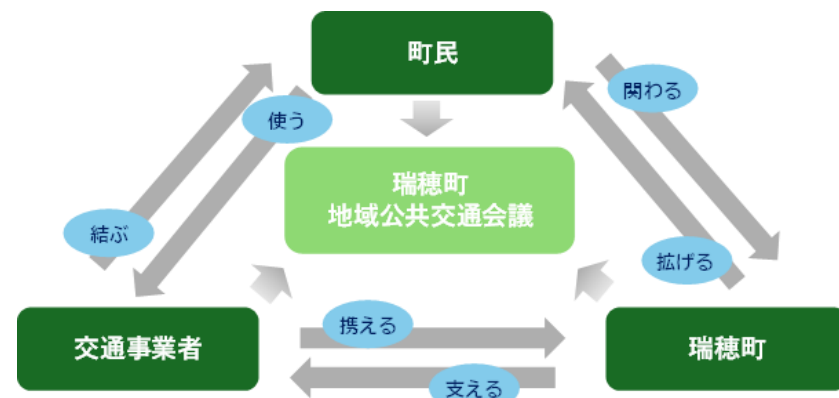 町民
使う
関わる
瑞穂町
地域公共交通会議
結ぶ
拡げる
携える
交通事業者
瑞穂町
支える